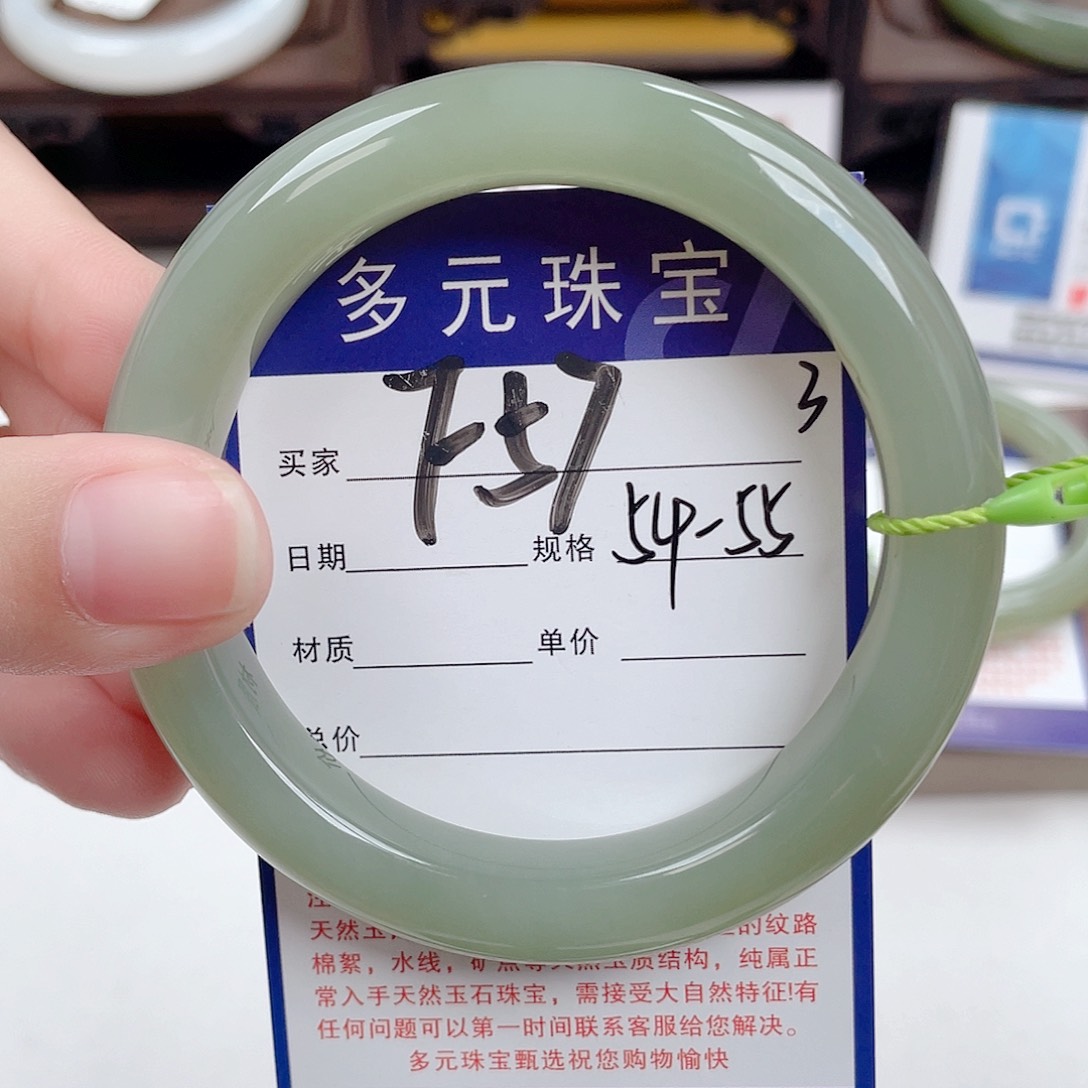 多元珠宝
3
买家
757
日期 规格 54-55
材质 单价
总价
天然玉 的纹路
棉絮，水线，矿点等天然玉质结构，纯属正
常入手天然玉石珠宝，需接受大自然特征!有
任何问题可以第一时间联系客服给您解决。
多元珠宝甄选祝您购物愉快